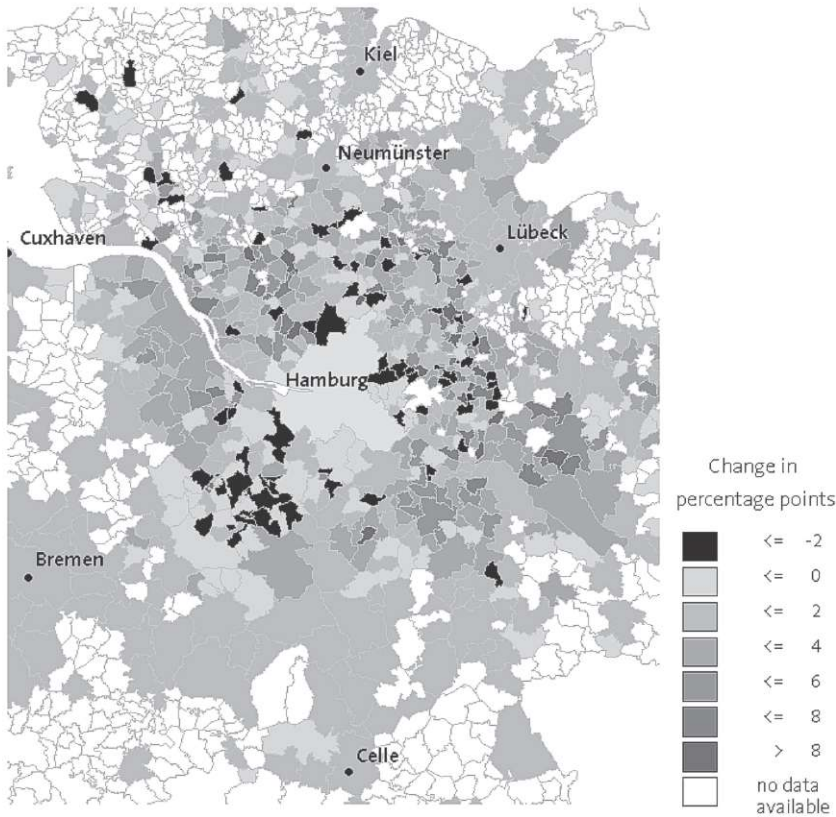 Kiel
Neumünster
Cuxhaven
Lübeck
Hamburg
Bremen
Celle
Change in
percentage points
<= -2
<= 0
<= 2
<= 4
<= 6
<= 8
> 8
no data
available